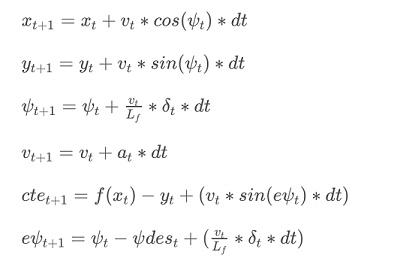 x_{t+1} = x_t + v_t * cos(ψ_t) * dt
y_{t+1} = y_t + v_t * sin(ψ_t) * dt
ψ_{t+1} = ψ_t + \frac{v_t}{L_f} * δ_t * dt
v_{t+1} = v_t + a_t * dt
cte_{t+1} = f(x_t) − y_t + (v_t * sin(eψ_t) * dt)
eψ_{t+1} = ψ_t − ψdes_t + (\frac{v_t}{L_f} * δ_t * dt)